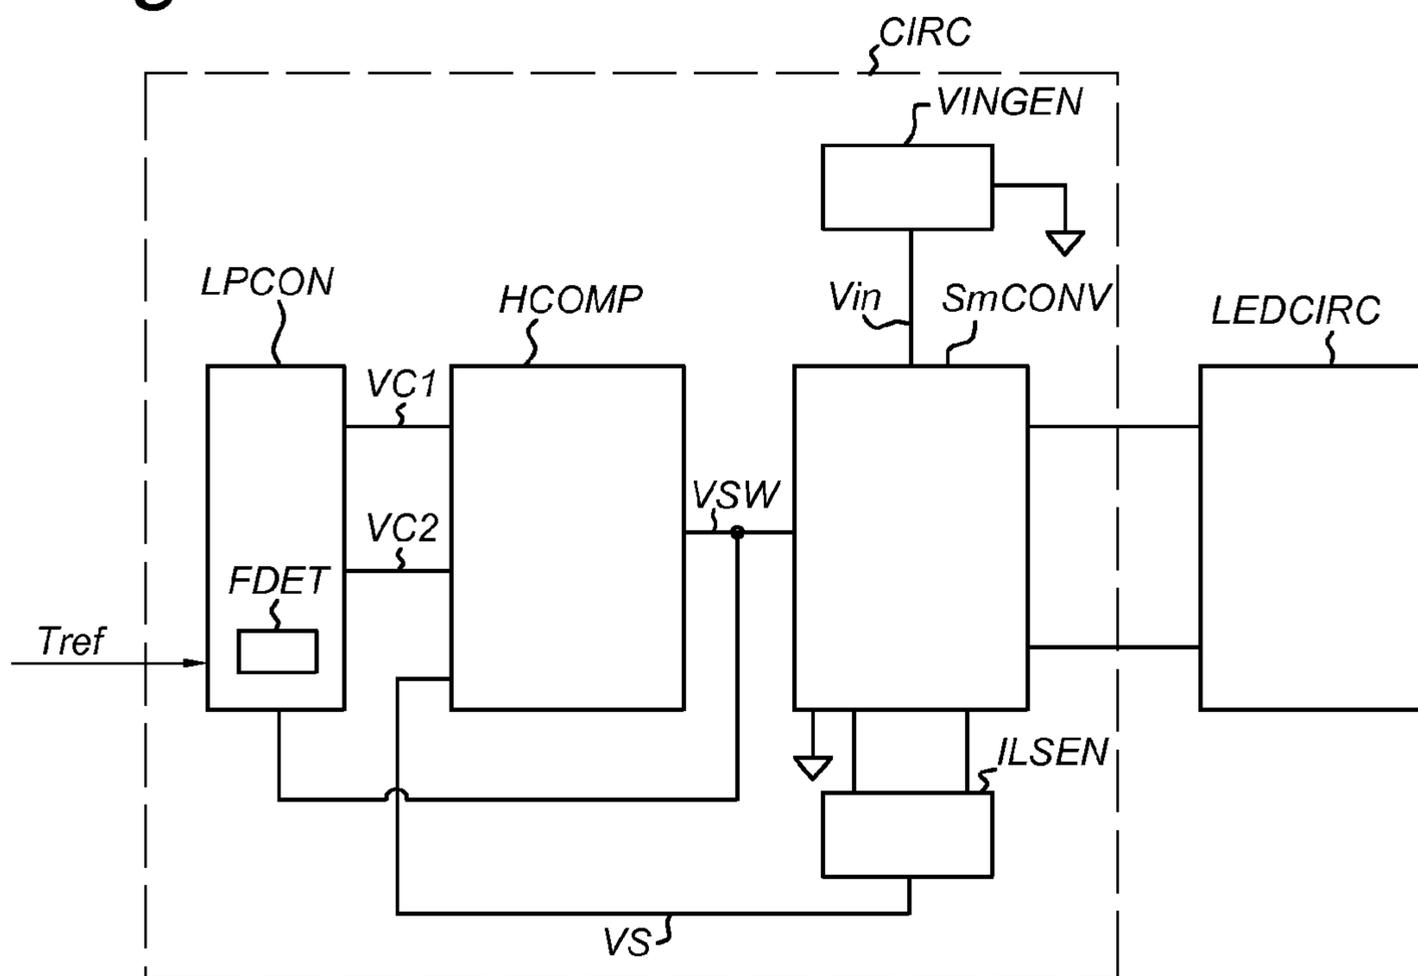 CIRC
VINGEN
LPCON
HCOMP
Vin
SmCONV
LEDCIRC
VC1
VSW
VC2
FDET
Tref
ILSEN
VS